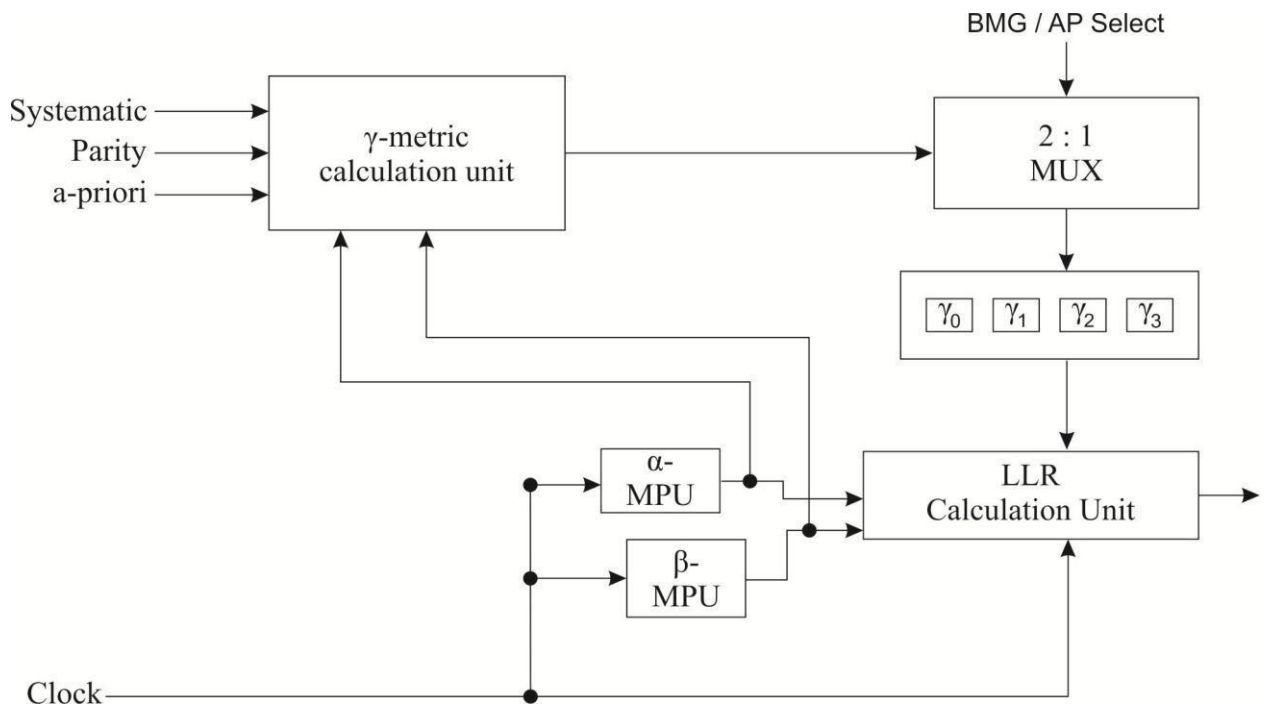 BMG / AP Select
Systematic
Parity
a-priori
γ-metric
calculation unit
2 : 1
MUX
γ0 γ1 γ2 γ3
α-
MPU
LLR
Calculation Unit
β-
MPU
Clock